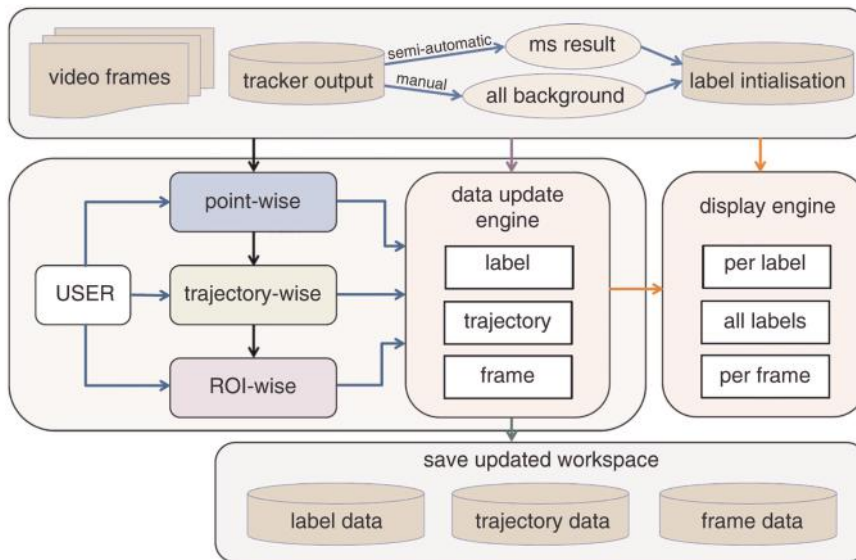 video frames
tracker output
semi-automatic
manual
ms result
all background
label intialisation
point-wise
USER
trajectory-wise
ROI-wise
data update
engine
label
trajectory
frame
display engine
per label
all labels
per frame
save updated workspace
label data
trajectory data
frame data